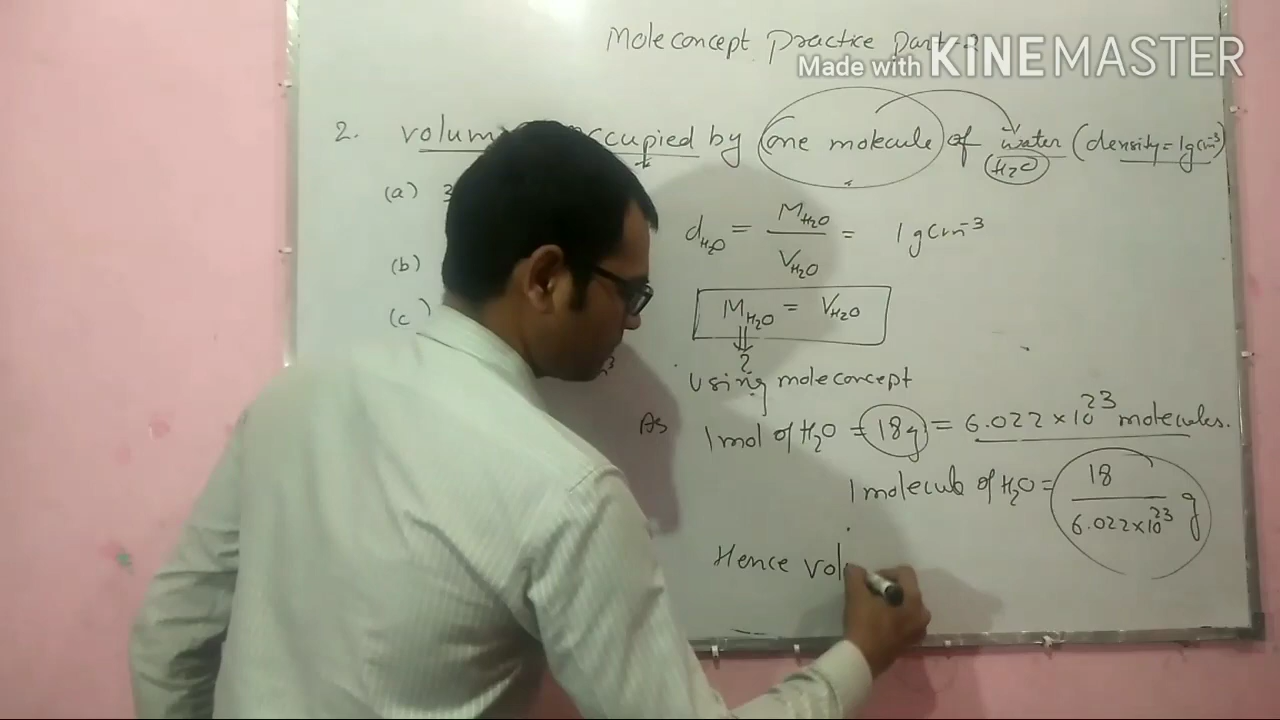 Mole concept Practice Part-2
Made with KINEMASTER
2. volume occupied by one molecule of water (density = 1 g cm⁻³)
H₂O
(a) 3
d_H₂O = M_H₂O / V_H₂O = 1 g cm⁻³
(b)
M_H₂O = V_H₂O
(c)
?
Using mole concept
As 1 mol of H₂O = 18g = 6.022 × 10²³ molecules.
1 molecule of H₂O = 18 / 6.022×10²³ g
Hence vol